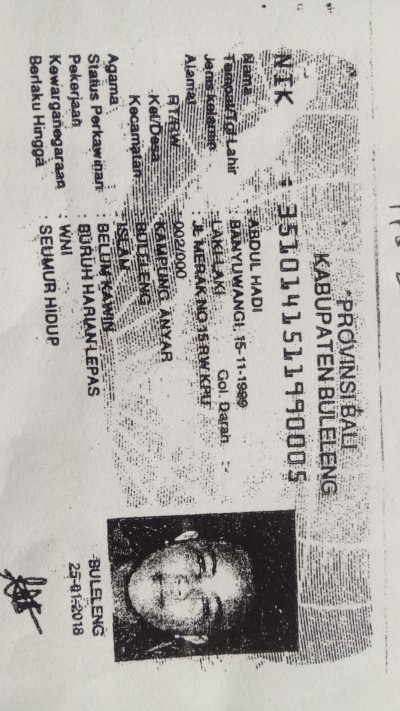 PROVINSI BALI
KABUPATEN BULELENG
NIK : 3510141511990005
Nama : ABDUL HADI
Tempat/Tgl Lahir : BANYUWANGI, 15-11-1999
Jenis kelamin : LAKI-LAKI Gol. Darah : -
Alamat : JL MERAK NO 15 RW KPU
RT/RW : 002/000
Kel/Desa : KAMPUNG ANYAR
Kecamatan : BULELENG
Agama : ISLAM
Status Perkawinan : BELUM KAWIN
Pekerjaan : BURUH HARIAN LEPAS
Kewarganegaraan : WNI
Berlaku Hingga : SEUMUR HIDUP
BULELENG
25-01-2018